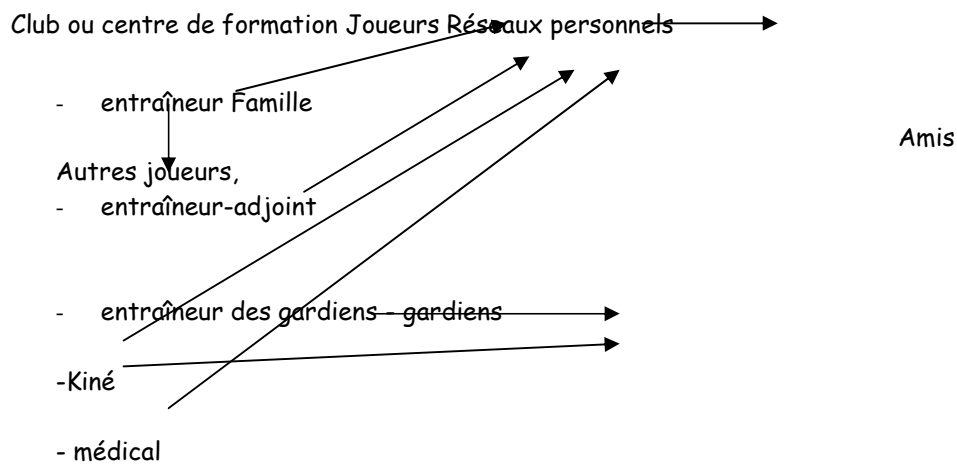 Club ou centre de formation Joueurs Réseaux personnels
- entraîneur Famille
Amis
Autres joueurs,
- entraîneur-adjoint
- entraîneur des gardiens - gardiens
-Kiné
- médical